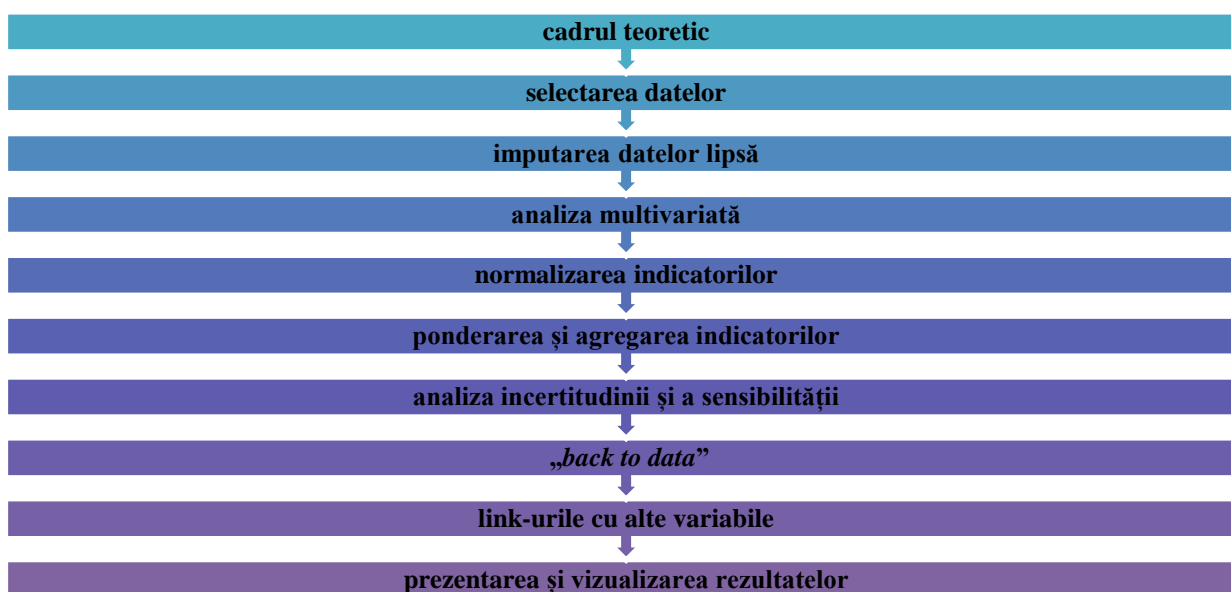 cadrul teoretic
selectarea datelor
imputarea datelor lipsă
analiza multivariată
normalizarea indicatorilor
ponderarea și agregarea indicatorilor
analiza incertitudinii și a sensibilității
„back to data”
link-urile cu alte variabile
prezentarea și vizualizarea rezultatelor